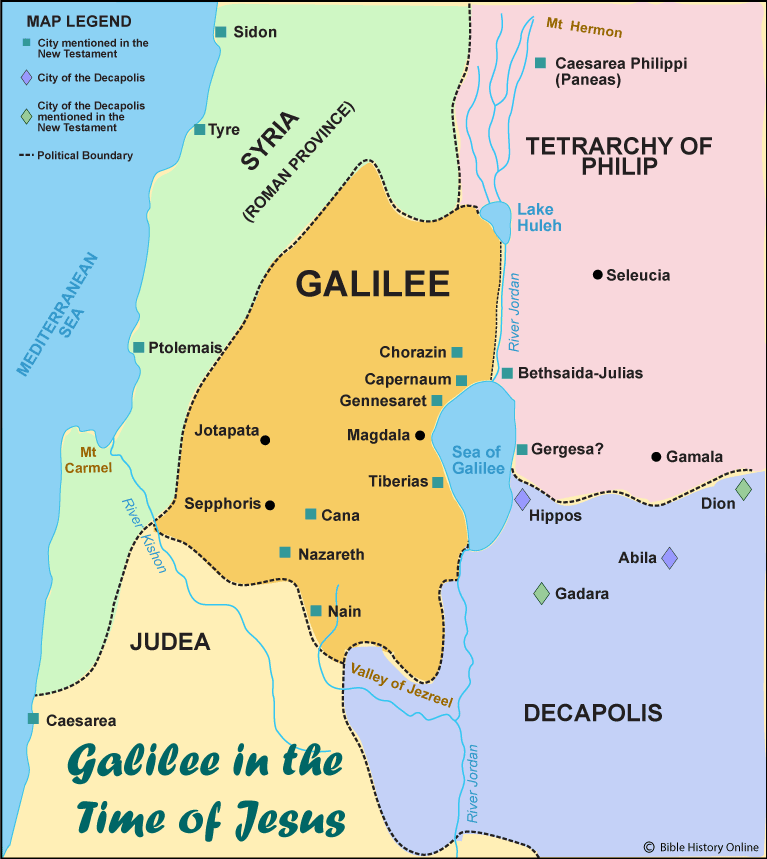 MAP LEGEND
City mentioned in the
New Testament
City of the Decapolis
City of the Decapolis
mentioned in the
New Testament
Political Boundary
Sidon
Mt Hermon
Caesarea Philippi
(Paneas)
Tyre
SYRIA
(ROMAN PROVINCE)
TETRARCHY OF
PHILIP
Lake
Huleh
MEDITERRANEAN
SEA
GALILEE
Seleucia
River Jordan
Ptolemais
Chorazin
Capernaum
Bethsaida-Julias
Gennesaret
Jotapata
Magdala
Mt
Carmel
Sea of
Galilee
Gergesa?
Gamala
Tiberias
Sepphoris
Cana
Hippos
Dion
River Kishon
Nazareth
Abila
Gadara
Nain
JUDEA
Valley of Jezreel
Caesarea
DECAPOLIS
Galilee in the
Time of Jesus
River Jordan
© Bible History Online